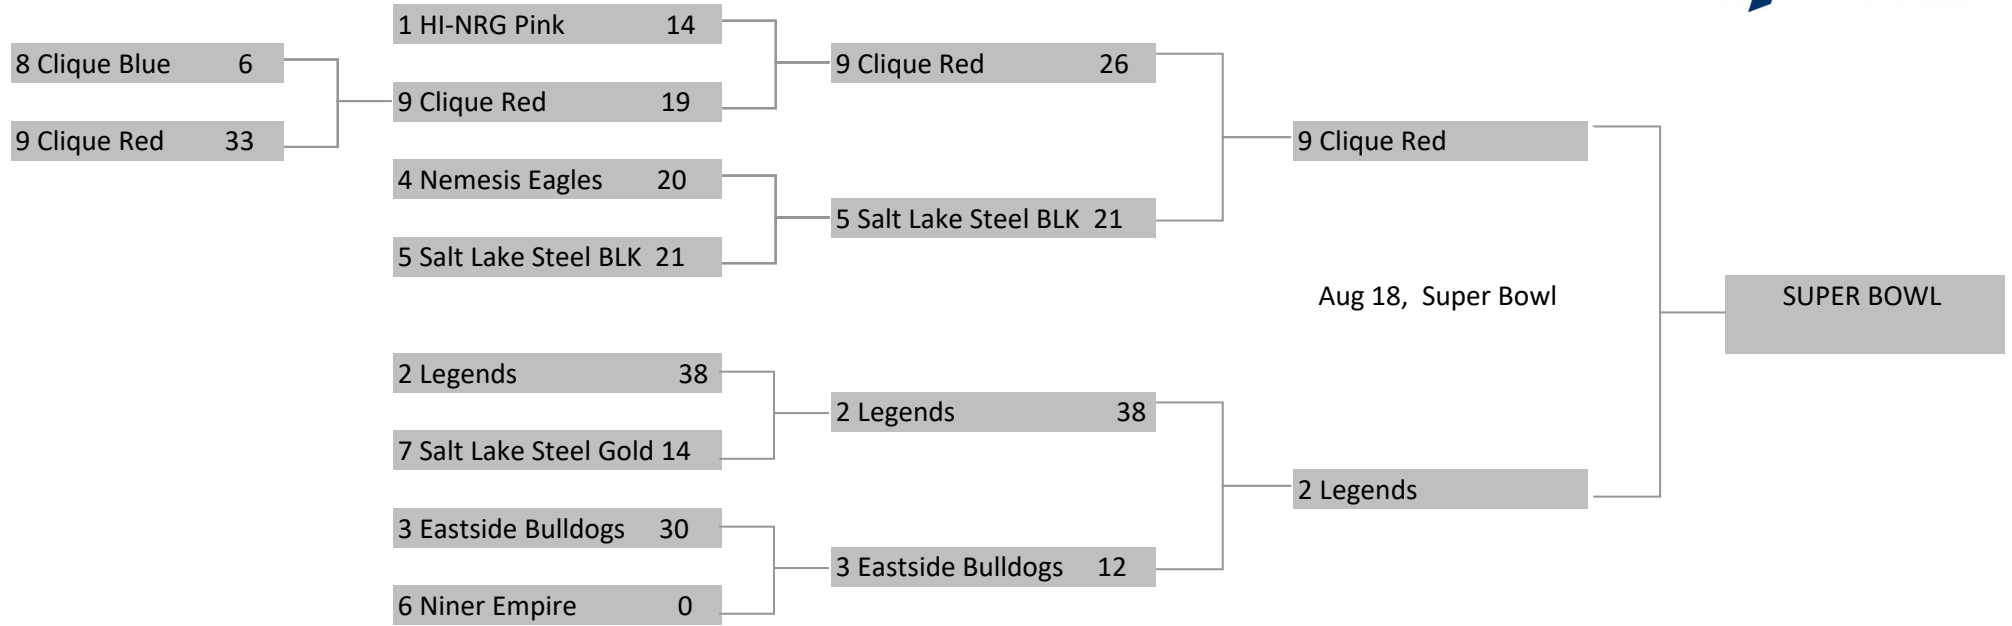 8 Clique Blue 6
9 Clique Red 33
1 HI-NRG Pink 14
9 Clique Red 19
4 Nemesis Eagles 20
5 Salt Lake Steel BLK 21
2 Legends 38
7 Salt Lake Steel Gold 14
3 Eastside Bulldogs 30
6 Niner Empire 0
9 Clique Red 26
5 Salt Lake Steel BLK 21
2 Legends 38
3 Eastside Bulldogs 12
9 Clique Red
Aug 18, Super Bowl
2 Legends
SUPER BOWL